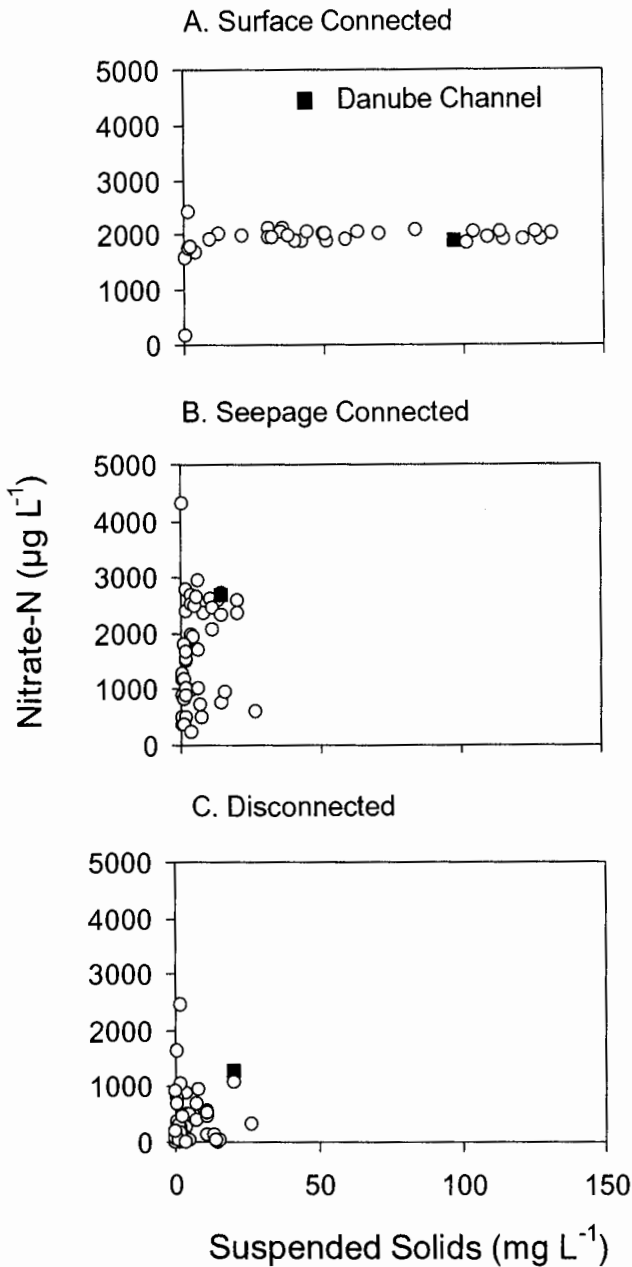 A. Surface Connected
5000
4000
3000
2000
1000
0
Danube Channel
B. Seepage Connected
5000
4000
3000
2000
1000
0
Nitrate-N (µg L⁻¹)
C. Disconnected
5000
4000
3000
2000
1000
0
0 50 100 150
Suspended Solids (mg L⁻¹)